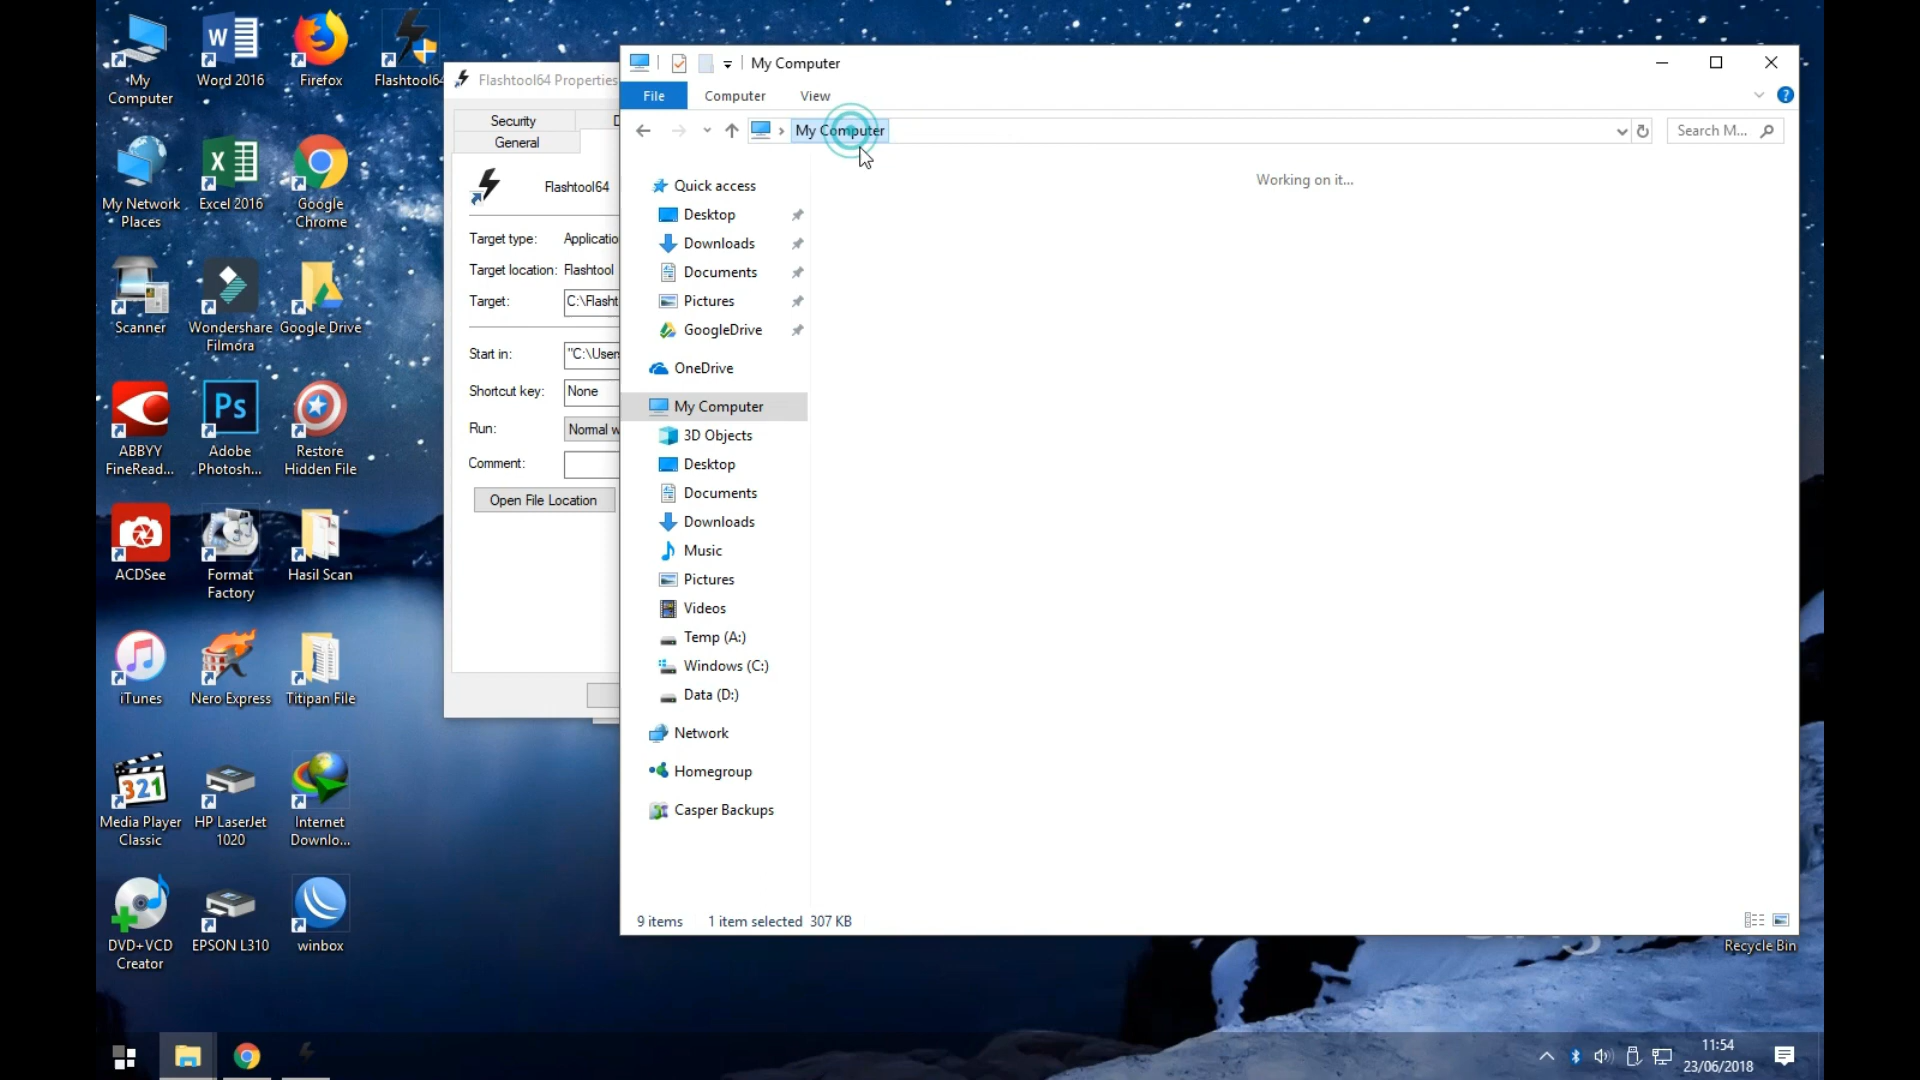 My
Computer
Word 2016
Firefox
Flashtool64
My Network
Places
Excel 2016
Google
Chrome
Scanner
Wondershare
Filmora
Google Drive
ABBYY
FineRead...
Adobe
Photosh...
Restore
Hidden File
ACDSee
Format
Factory
Hasil Scan
iTunes
Nero Express
Titipan File
Media Player
Classic
HP LaserJet
1020
Internet
Downlo...
DVD+VCD
Creator
EPSON L310
winbox
Flashtool64 Properties
Security
General
Flashtool64
Target type: Applicatio
Target location: Flashtool
Target: C:\Flasht
Start in: "C:\User
Shortcut key: None
Run: Normal w
Comment:
Open File Location
My Computer
File Computer View
My Computer
Search M...
Working on it...
Quick access
Desktop
Downloads
Documents
Pictures
GoogleDrive
OneDrive
My Computer
3D Objects
Desktop
Documents
Downloads
Music
Pictures
Videos
Temp (A:)
Windows (C:)
Data (D:)
Network
Homegroup
Casper Backups
9 items 1 item selected 307 KB
Recycle Bin
11:54
23/06/2018